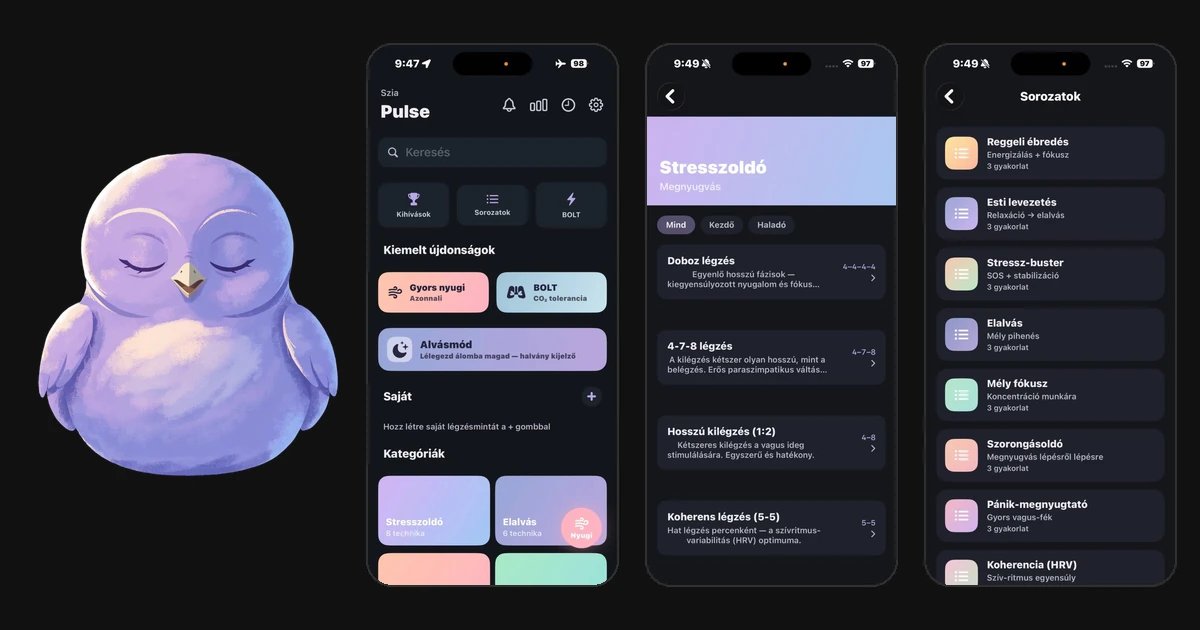 9:47
98
Szia
Pulse
Keresés
Kihívások
Sorozatok
BOLT
Kiemelt újdonságok
Gyors nyugi
Azonnali
BOLT
CO₂ tolerancia
Alvásmód
Lélegezd álomba magad — halvány kijelző
Saját
Hozz létre saját légzésmintát a + gombbal
Kategóriák
Stresszoldó
8 technika
Elalvás
6 technika
Nyugi
9:49
97
Stresszoldó
Megnyugvás
Mind
Kezdő
Haladó
Doboz légzés
4–4–4–4
Egyenlő hosszú fázisok —
kiegyensúlyozott nyugalom és fókus...
4-7-8 légzés
4–7–8
A kilégzés kétszer olyan hosszú, mint a
belégzés. Erős paraszimpatikus váltás...
Hosszú kilégzés (1:2)
4–8
Kétszeres kilégzés a vagus ideg
stimulálására. Egyszerű és hatékony.
Koherens légzés (5-5)
5–5
Hat légzés percenként — a szívritmus-
variabilitás (HRV) optimuma.
9:49
97
Sorozatok
Reggeli ébredés
Energizálás + fókusz
3 gyakorlat
Esti levezetés
Relaxáció → elalvás
3 gyakorlat
Stressz-buster
SOS + stabilizáció
3 gyakorlat
Elalvás
Mély pihenés
3 gyakorlat
Mély fókusz
Koncentráció munkára
3 gyakorlat
Szorongásoldó
Megnyugvás lépésről lépésre
3 gyakorlat
Pánik-megnyugtató
Gyors vagus-fék
3 gyakorlat
Koherencia (HRV)
Szív-ritmus egyensúly